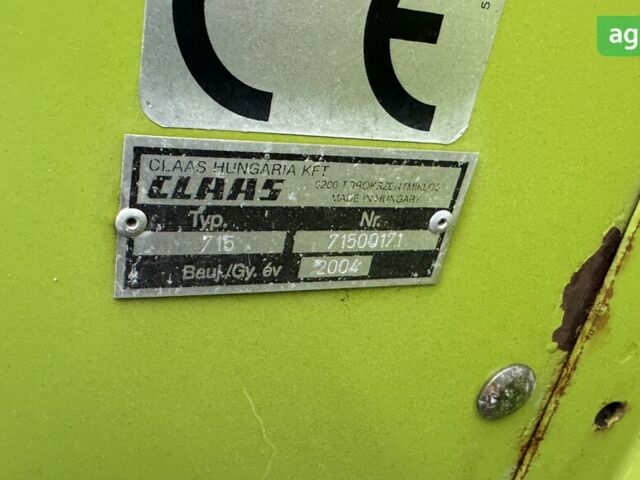 CE
ag
CLAAS HUNGARIA KFT
CLAAS
5200 TÖRÖKSZENTMIKLÓS
MADE IN HUNGARY
Typ. Nr.
715 71500171
Bauj./Gy. év 2004